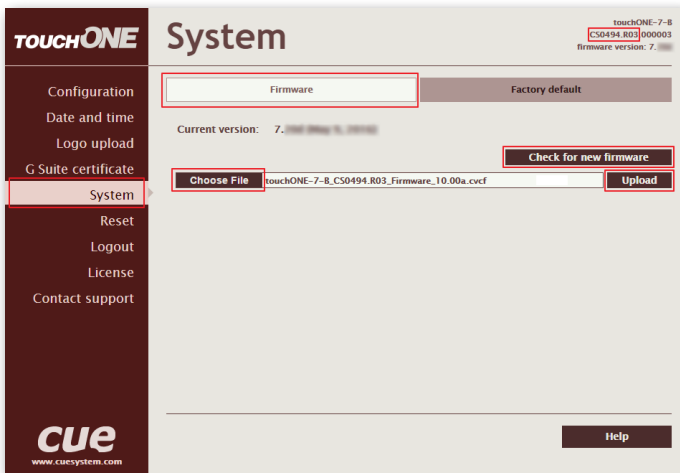 TOUCHONE
System
touchONE-7-B
CS0494.R03 000003
firmware version: 7.
Configuration
Date and time
Logo upload
G Suite certificate
System
Reset
Logout
License
Contact support
Firmware
Factory default
Current version: 7.
Check for new firmware
Choose File touchONE-7-B_CS0494.R03_Firmware_10.00a.cvcf Upload
cue
www.cuesystem.com
Help